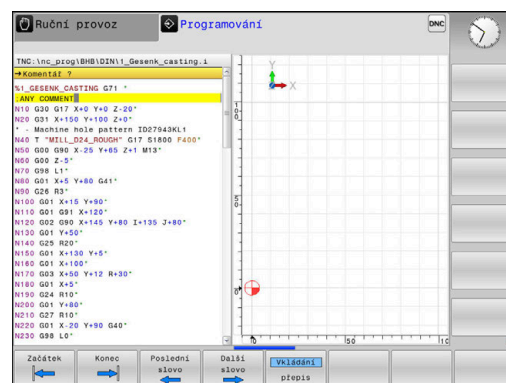 Ruční provoz
Programování
DNC
TNC:\nc_prog\BHB\DIN\1_Gesenk_casting.i
→Komentář ?
%1_GESENK_CASTING G71 *
;ANY COMMENT
N10 G30 G17 X+0 Y+0 Z-20*
N20 G31 X+150 Y+100 Z+0*
* - Machine hole pattern ID27943KL1
N40 T "MILL_D24_ROUGH" G17 S1800 F400*
N50 G00 G90 X-25 Y+65 Z+1 M13*
N60 G00 Z-5*
N70 G98 L1*
N80 G01 X+5 Y+80 G41*
N90 G26 R3*
N100 G01 X+15 Y+90*
N110 G01 G91 X+120*
N120 G02 G90 X+145 Y+80 I+135 J+80*
N130 G01 Y+50*
N140 G25 R20*
N150 G01 X+130 Y+5*
N160 G01 X+100*
N170 G03 X+50 Y+12 R+30*
N180 G01 X+5*
N190 G24 R10*
N200 G01 Y+80*
N210 G27 R10*
N220 G01 X-20 Y+90 G40*
N230 G98 L0*
Y
X
100
50
0
0
50
Začátek
Konec
Poslední slovo
Další slovo
Vkládání
přepis